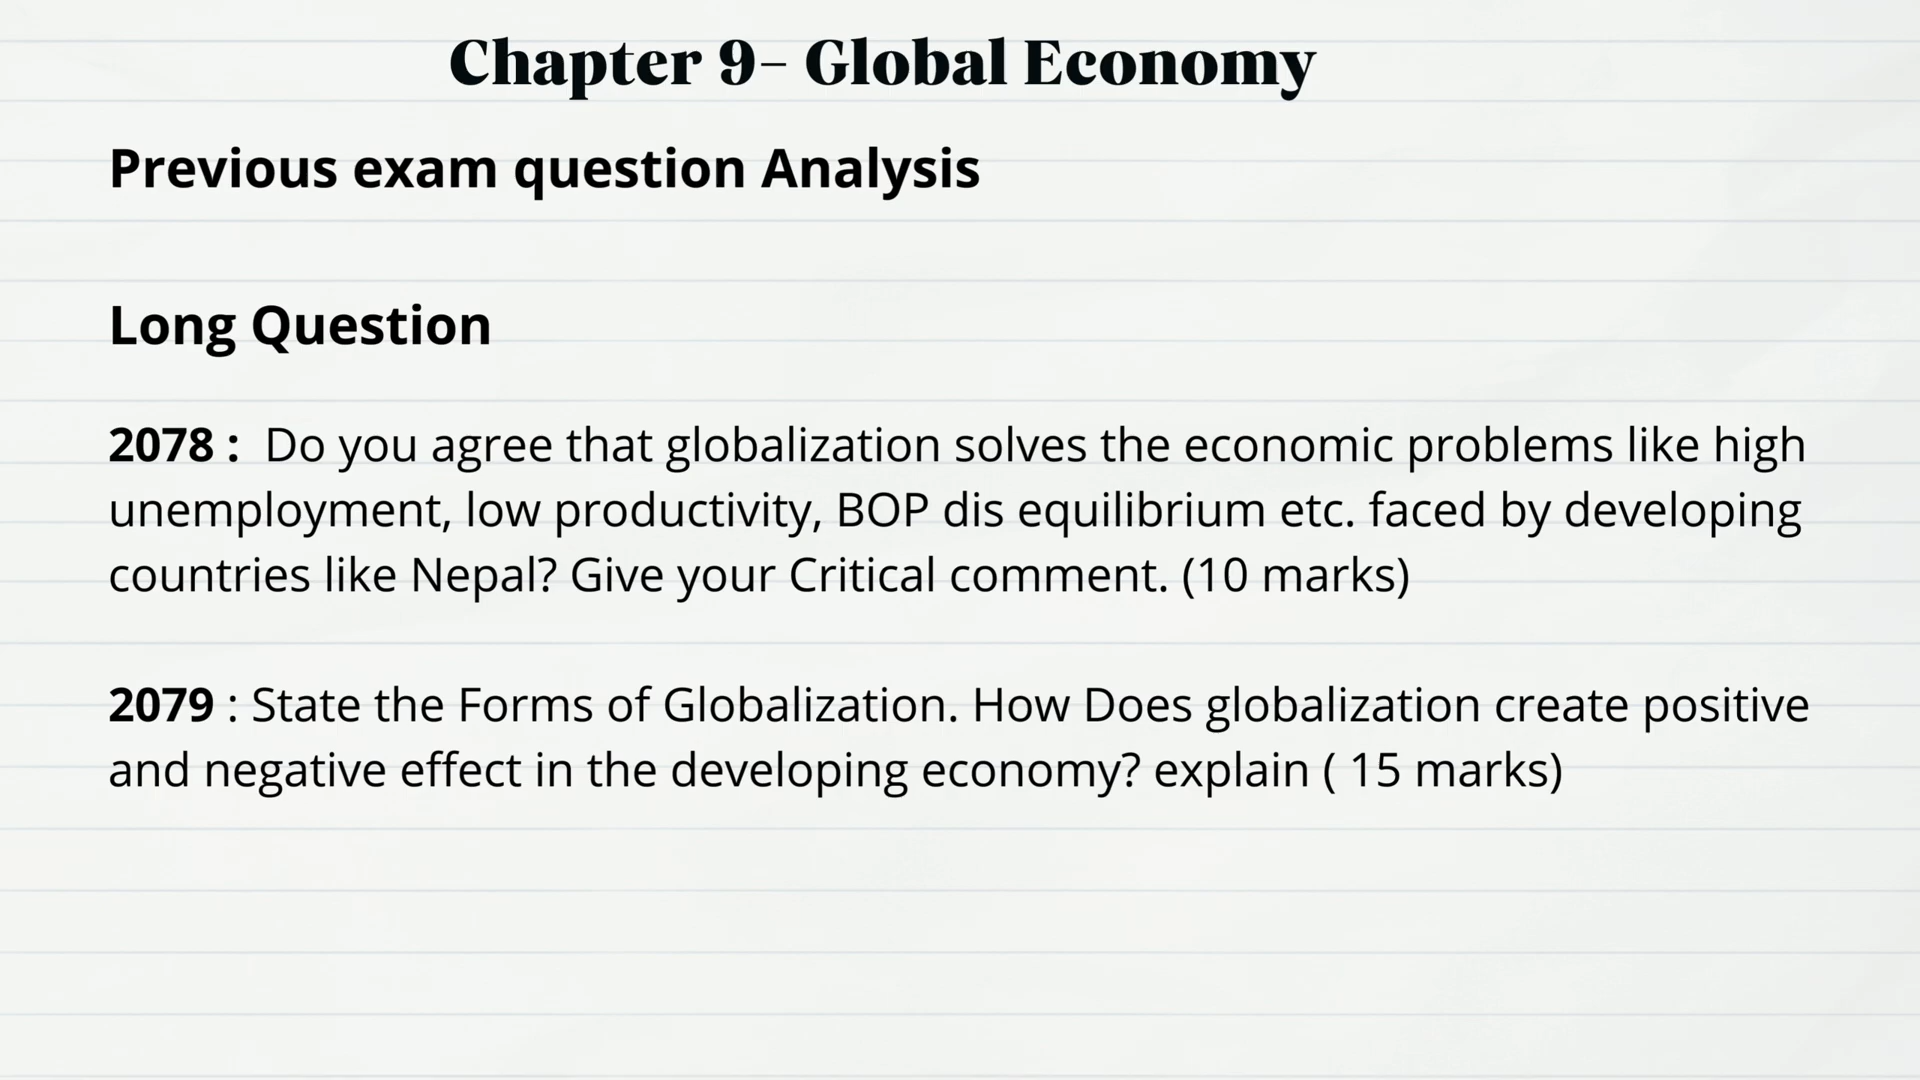 Chapter 9- Global Economy
Previous exam question Analysis
Long Question
2078 : Do you agree that globalization solves the economic problems like high
unemployment, low productivity, BOP dis equilibrium etc. faced by developing
countries like Nepal? Give your Critical comment. (10 marks)
2079 : State the Forms of Globalization. How Does globalization create positive
and negative effect in the developing economy? explain ( 15 marks)